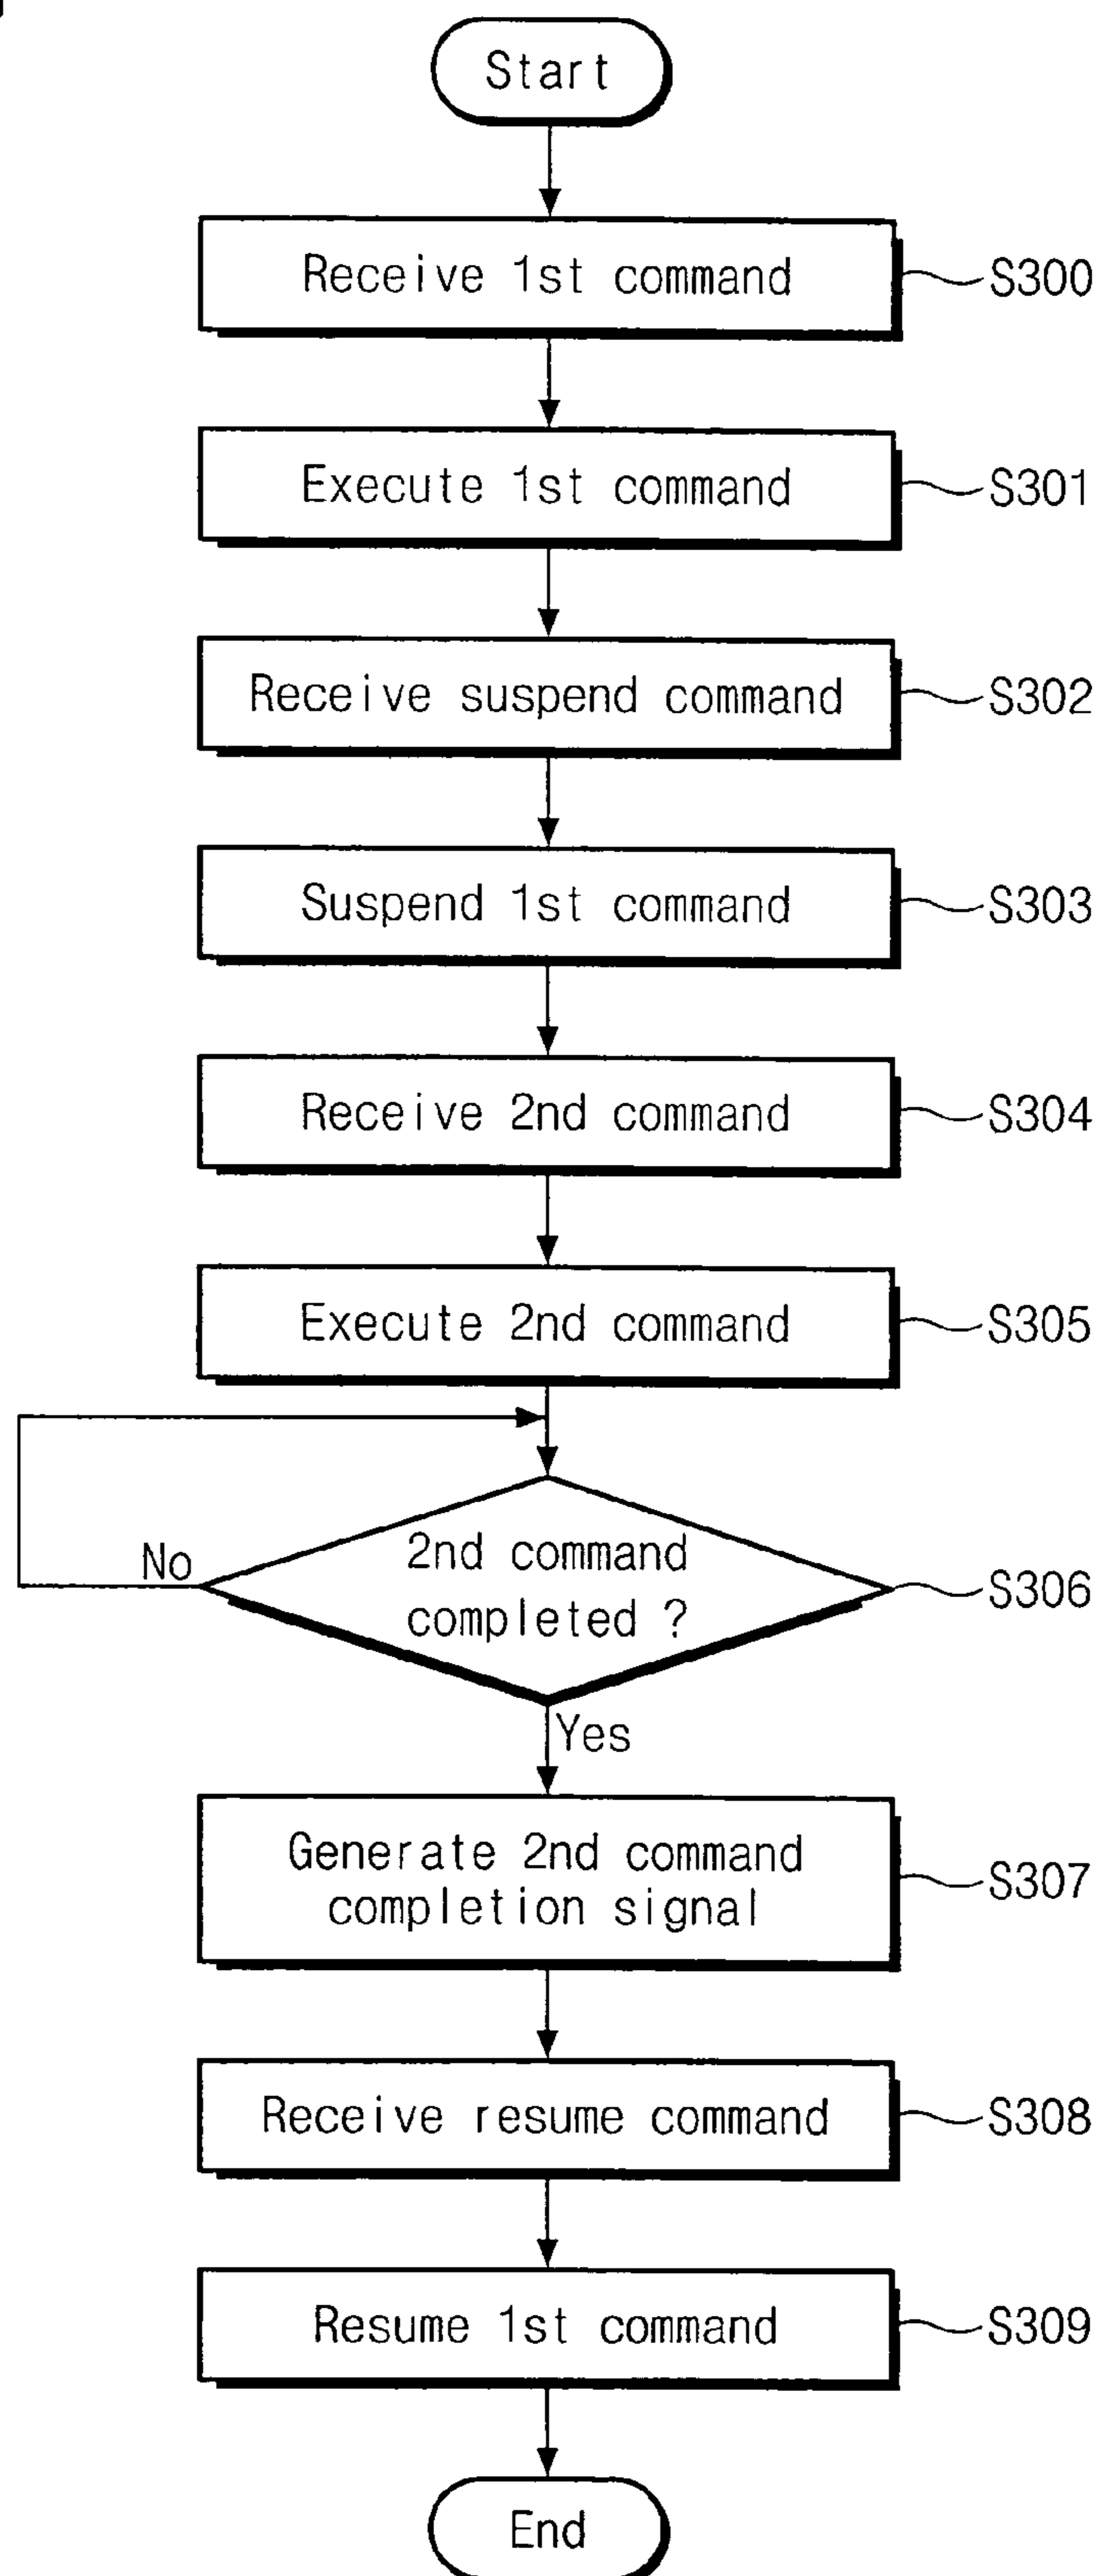 Start
Receive 1st command
S300
Execute 1st command
S301
Receive suspend command
S302
Suspend 1st command
S303
Receive 2nd command
S304
Execute 2nd command
S305
No
2nd command
completed ?
S306
Yes
Generate 2nd command
completion signal
S307
Receive resume command
S308
Resume 1st command
S309
End